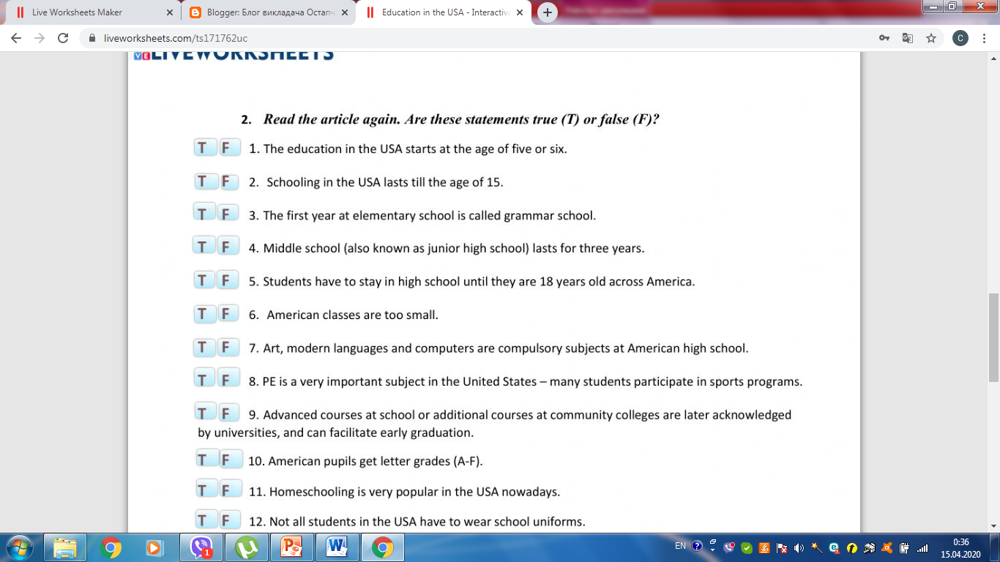 Live Worksheets Maker
Blogger: Блог викладача Остапч
Education in the USA - Interactive
liveworksheets.com/ts171762uc
C
LIVEWORKSHEETS
2. Read the article again. Are these statements true (T) or false (F)?
T F 1. The education in the USA starts at the age of five or six.
T F 2. Schooling in the USA lasts till the age of 15.
T F 3. The first year at elementary school is called grammar school.
T F 4. Middle school (also known as junior high school) lasts for three years.
T F 5. Students have to stay in high school until they are 18 years old across America.
T F 6. American classes are too small.
T F 7. Art, modern languages and computers are compulsory subjects at American high school.
T F 8. PE is a very important subject in the United States – many students participate in sports programs.
T F 9. Advanced courses at school or additional courses at community colleges are later acknowledged
by universities, and can facilitate early graduation.
T F 10. American pupils get letter grades (A-F).
T F 11. Homeschooling is very popular in the USA nowadays.
T F 12. Not all students in the USA have to wear school uniforms.
EN
0:36
15.04.2020